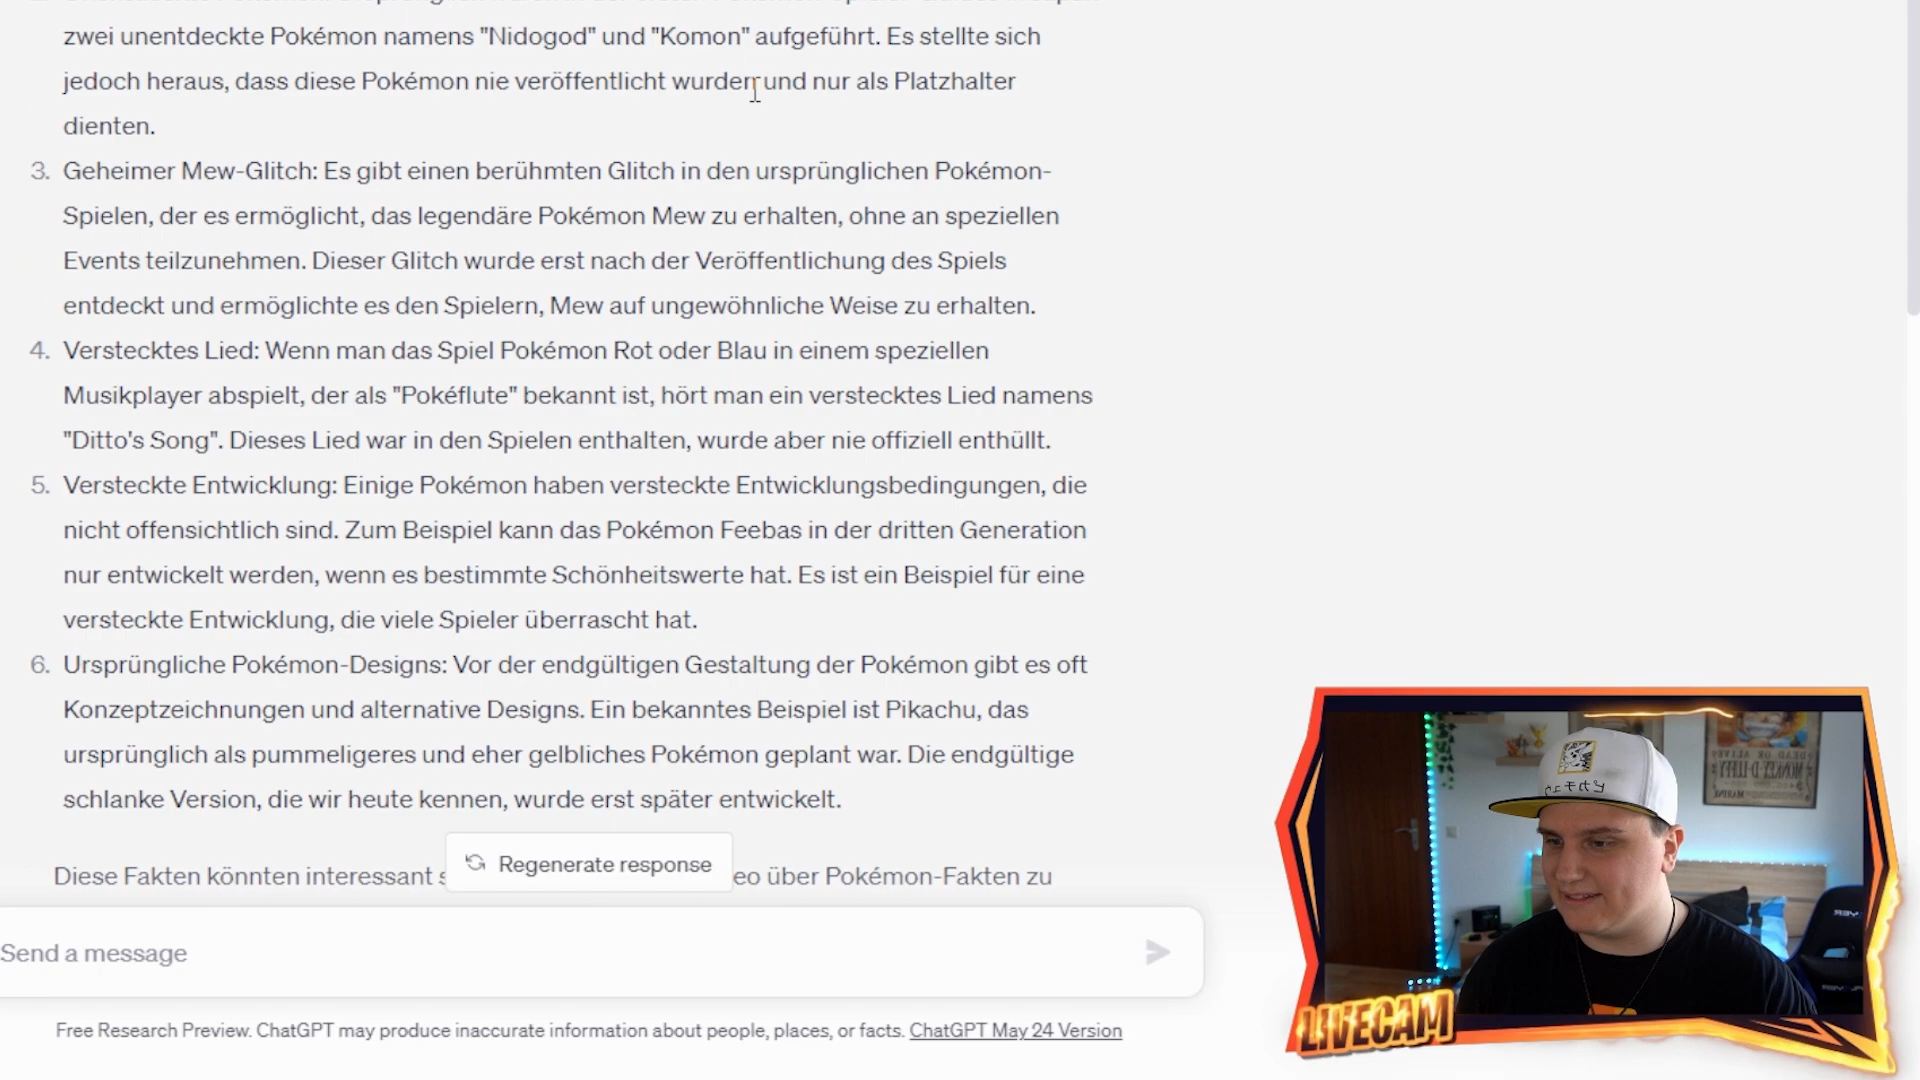 zwei unentdeckte Pokémon namens "Nidogod" und "Komon" aufgeführt. Es stellte sich
jedoch heraus, dass diese Pokémon nie veröffentlicht wurden und nur als Platzhalter
dienten.
3. Geheimer Mew-Glitch: Es gibt einen berühmten Glitch in den ursprünglichen Pokémon-
Spielen, der es ermöglicht, das legendäre Pokémon Mew zu erhalten, ohne an speziellen
Events teilzunehmen. Dieser Glitch wurde erst nach der Veröffentlichung des Spiels
entdeckt und ermöglichte es den Spielern, Mew auf ungewöhnliche Weise zu erhalten.
4. Verstecktes Lied: Wenn man das Spiel Pokémon Rot oder Blau in einem speziellen
Musikplayer abspielt, der als "Pokéflute" bekannt ist, hört man ein verstecktes Lied namens
"Ditto's Song". Dieses Lied war in den Spielen enthalten, wurde aber nie offiziell enthüllt.
5. Versteckte Entwicklung: Einige Pokémon haben versteckte Entwicklungsbedingungen, die
nicht offensichtlich sind. Zum Beispiel kann das Pokémon Feebas in der dritten Generation
nur entwickelt werden, wenn es bestimmte Schönheitswerte hat. Es ist ein Beispiel für eine
versteckte Entwicklung, die viele Spieler überrascht hat.
6. Ursprüngliche Pokémon-Designs: Vor der endgültigen Gestaltung der Pokémon gibt es oft
Konzeptzeichnungen und alternative Designs. Ein bekanntes Beispiel ist Pikachu, das
ursprünglich als pummeligeres und eher gelbliches Pokémon geplant war. Die endgültige
schlanke Version, die wir heute kennen, wurde erst später entwickelt.
Diese Fakten könnten interessant s
Regenerate response
eo über Pokémon-Fakten zu
Send a message
Free Research Preview. ChatGPT may produce inaccurate information about people, places, or facts. ChatGPT May 24 Version
ピカチュウ
DEAD OR ALIVE
MONKEY·D·LUFFY
MARINE
LIVECAM